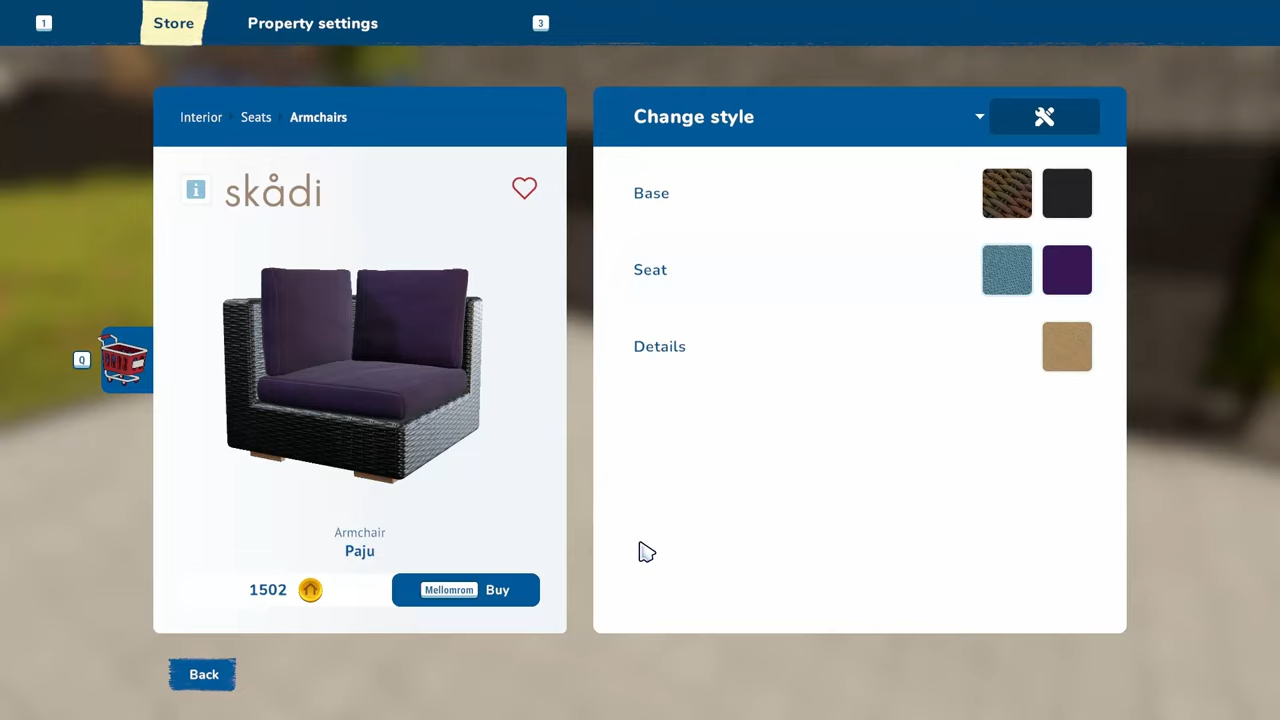 1
Store
Property settings
3
Interior
Seats
Armchairs
i
skådi
Change style
Base
Seat
Details
Q
Armchair
Paju
1502
Mellomrom
Buy
Back